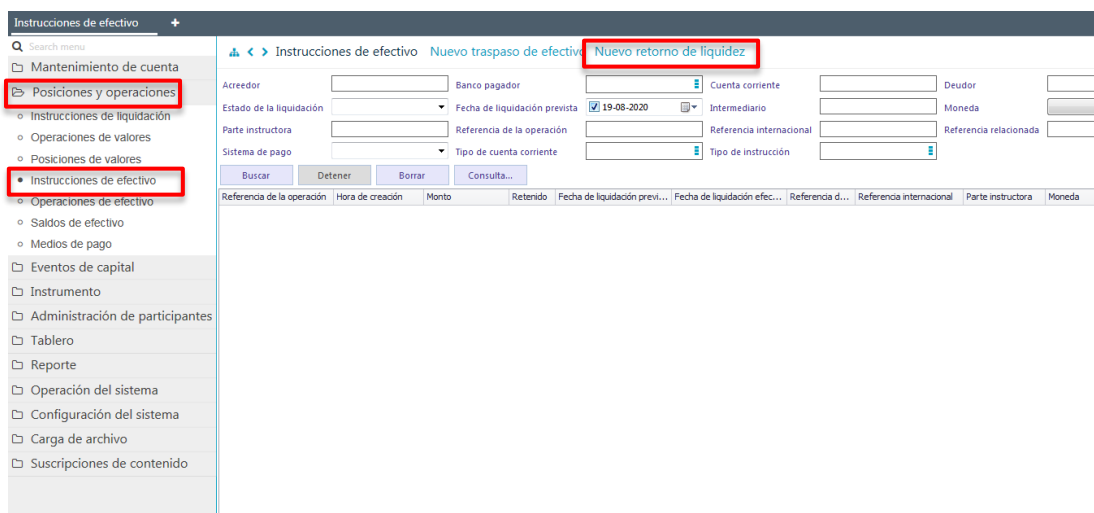 Instrucciones de efectivo +
Search menu
Mantenimiento de cuenta
Posiciones y operaciones
Instrucciones de liquidación
Operaciones de valores
Posiciones de valores
Instrucciones de efectivo
Operaciones de efectivo
Saldos de efectivo
Medios de pago
Eventos de capital
Instrumento
Administración de participantes
Tablero
Reporte
Operación del sistema
Configuración del sistema
Carga de archivo
Suscripciones de contenido
Instrucciones de efectivo Nuevo traspaso de efectivo Nuevo retorno de liquidez
Acreedor Banco pagador Cuenta corriente Deudor
Estado de la liquidación Fecha de liquidación prevista 19-08-2020 Intermediario Moneda
Parte instructora Referencia de la operación Referencia internacional Referencia relacionada
Sistema de pago Tipo de cuenta corriente Tipo de instrucción
Buscar Detener Borrar Consulta...
Referencia de la operación Hora de creación Monto Retenido Fecha de liquidación previ... Fecha de liquidación efec... Referencia d... Referencia internacional Parte instructora Moneda